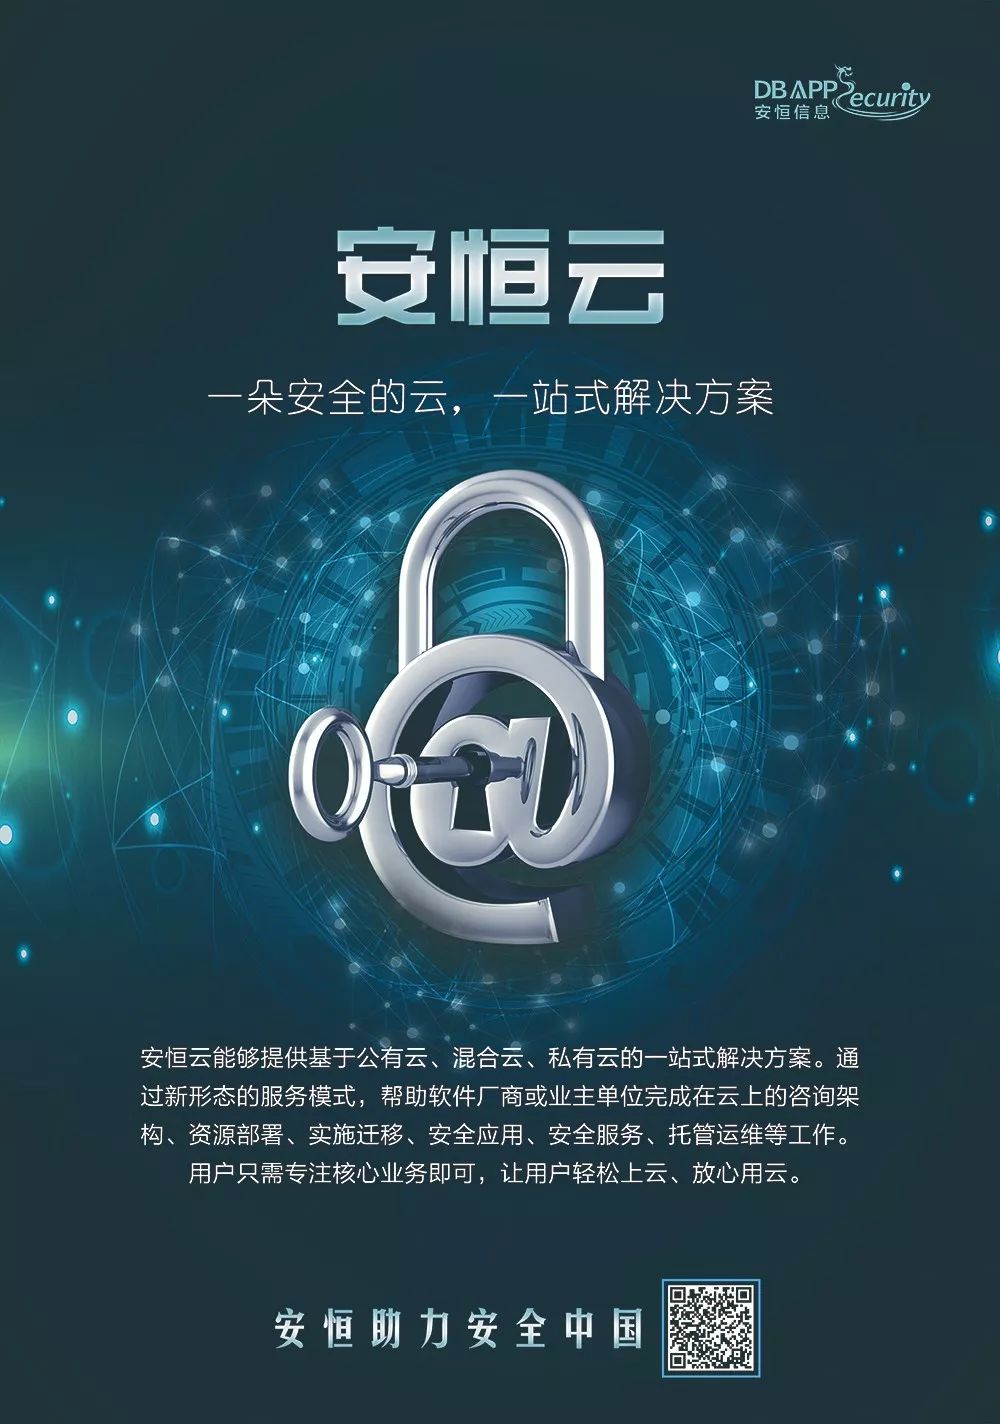 DBAPPSecurity
安恒信息
安恒云
一朵安全的云，一站式解决方案
安恒云能够提供基于公有云、混合云、私有云的一站式解决方案。通
过新形态的服务模式，帮助软件厂商或业主单位完成在云上的咨询架
构、资源部署、实施迁移、安全应用、安全服务、托管运维等工作。
用户只需专注核心业务即可，让用户轻松上云、放心用云。
安恒助力安全中国